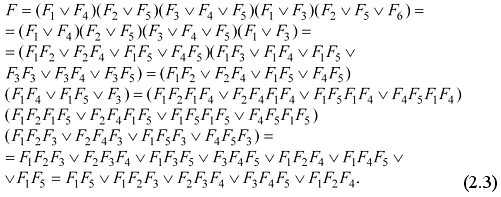 F = (F₁ ∨ F₄)(F₂ ∨ F₅)(F₃ ∨ F₄ ∨ F₅)(F₁ ∨ F₃)(F₂ ∨ F₅ ∨ F₆) =
= (F₁ ∨ F₄)(F₂ ∨ F₅)(F₃ ∨ F₄ ∨ F₅)(F₁ ∨ F₃) =
= (F₁F₂ ∨ F₂F₄ ∨ F₁F₅ ∨ F₄F₅)(F₁F₃ ∨ F₁F₄ ∨ F₁F₅ ∨
F₃F₃ ∨ F₃F₄ ∨ F₃F₅) = (F₁F₂ ∨ F₂F₄ ∨ F₁F₅ ∨ F₄F₅)
(F₁F₄ ∨ F₁F₅ ∨ F₃) = (F₁F₂F₁F₄ ∨ F₂F₄F₁F₄ ∨ F₁F₅F₁F₄ ∨ F₄F₅F₁F₄)
(F₁F₂F₁F₅ ∨ F₂F₄F₁F₅ ∨ F₁F₅F₁F₅ ∨ F₄F₅F₁F₅)
(F₁F₂F₃ ∨ F₂F₄F₃ ∨ F₁F₅F₃ ∨ F₄F₅F₃) =
= F₁F₂F₃ ∨ F₂F₃F₄ ∨ F₁F₃F₅ ∨ F₃F₄F₅ ∨ F₁F₂F₄ ∨ F₁F₄F₅ ∨
∨ F₁F₅ = F₁F₅ ∨ F₁F₂F₃ ∨ F₂F₃F₄ ∨ F₃F₄F₅ ∨ F₁F₂F₄.
(2.3)